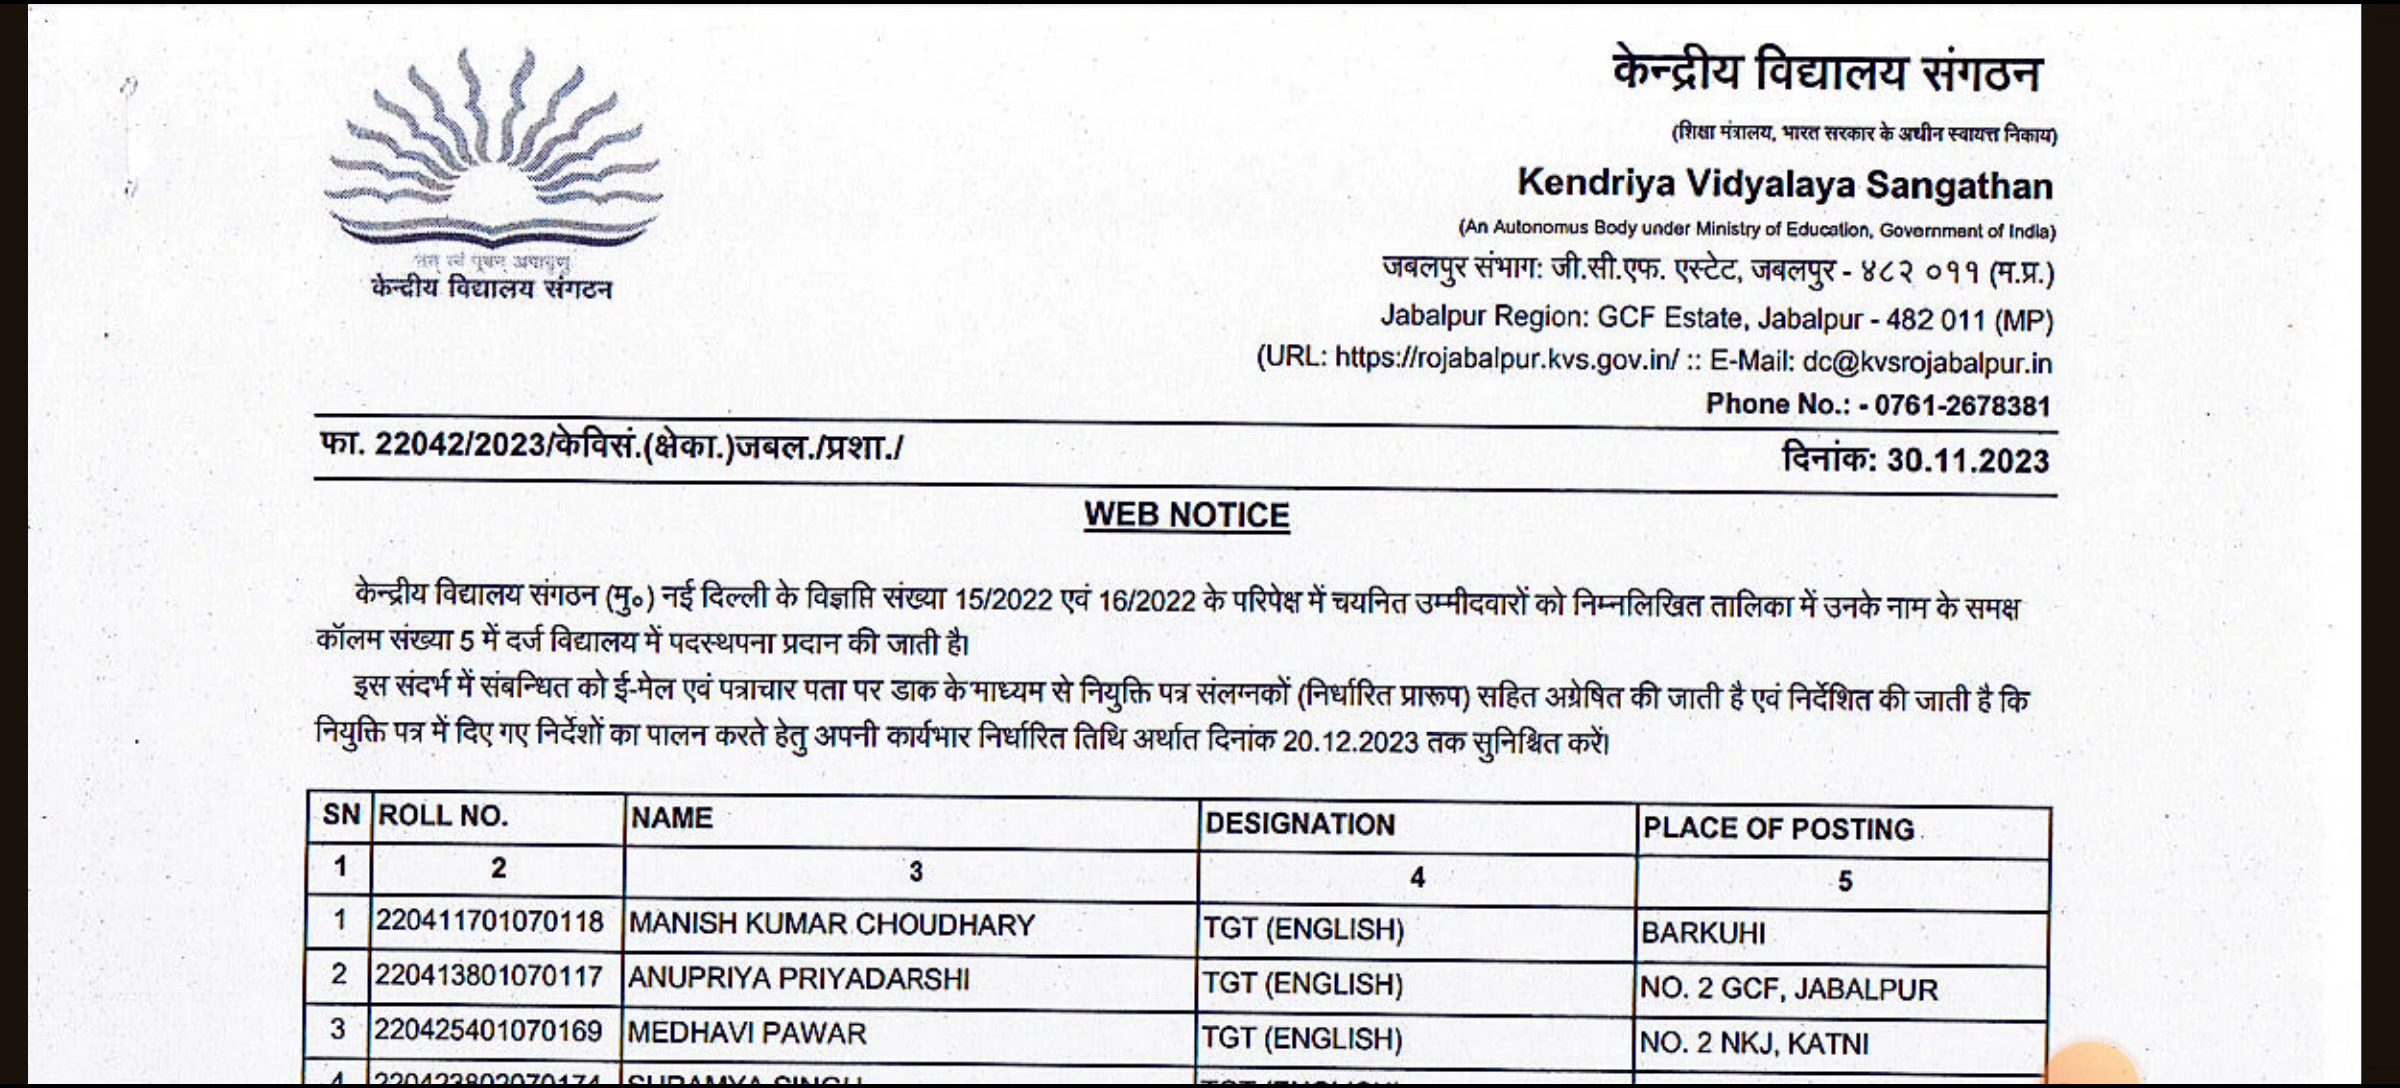 केन्द्रीय विद्यालय संगठन
(शिक्षा मंत्रालय, भारत सरकार के अधीन स्वायत्त निकाय)
Kendriya Vidyalaya Sangathan
(An Autonomus Body under Ministry of Education, Government of India)
जबलपुर संभाग: जी.सी.एफ. एस्टेट, जबलपुर - ४८२ ०११ (म.प्र.)
Jabalpur Region: GCF Estate, Jabalpur - 482 011 (MP)
(URL: https://rojabalpur.kvs.gov.in/ :: E-Mail: dc@kvsrojabalpur.in
Phone No.: - 0761-2678381
केन्द्रीय विद्यालय संगठन
फा. 22042/2023/केविसं.(क्षेका.)जबल./प्रशा./ दिनांक: 30.11.2023
WEB NOTICE
केन्द्रीय विद्यालय संगठन (मु०) नई दिल्ली के विज्ञप्ति संख्या 15/2022 एवं 16/2022 के परिपेक्ष में चयनित उम्मीदवारों को निम्नलिखित तालिका में उनके नाम के समक्ष
कॉलम संख्या 5 में दर्ज विद्यालय में पदस्थपना प्रदान की जाती है।
इस संदर्भ में संबन्धित को ई-मेल एवं पत्राचार पता पर डाक के माध्यम से नियुक्ति पत्र संलग्नकों (निर्धारित प्रारूप) सहित अग्रेषित की जाती है एवं निर्देशित की जाती है कि
नियुक्ति पत्र में दिए गए निर्देशों का पालन करते हेतु अपनी कार्यभार निर्धारित तिथि अर्थात दिनांक 20.12.2023 तक सुनिश्चित करें।
SN ROLL NO. NAME DESIGNATION PLACE OF POSTING
1 2 3 4 5
1 220411701070118 MANISH KUMAR CHOUDHARY TGT (ENGLISH) BARKUHI
2 220413801070117 ANUPRIYA PRIYADARSHI TGT (ENGLISH) NO. 2 GCF, JABALPUR
3 220425401070169 MEDHAVI PAWAR TGT (ENGLISH) NO. 2 NKJ, KATNI